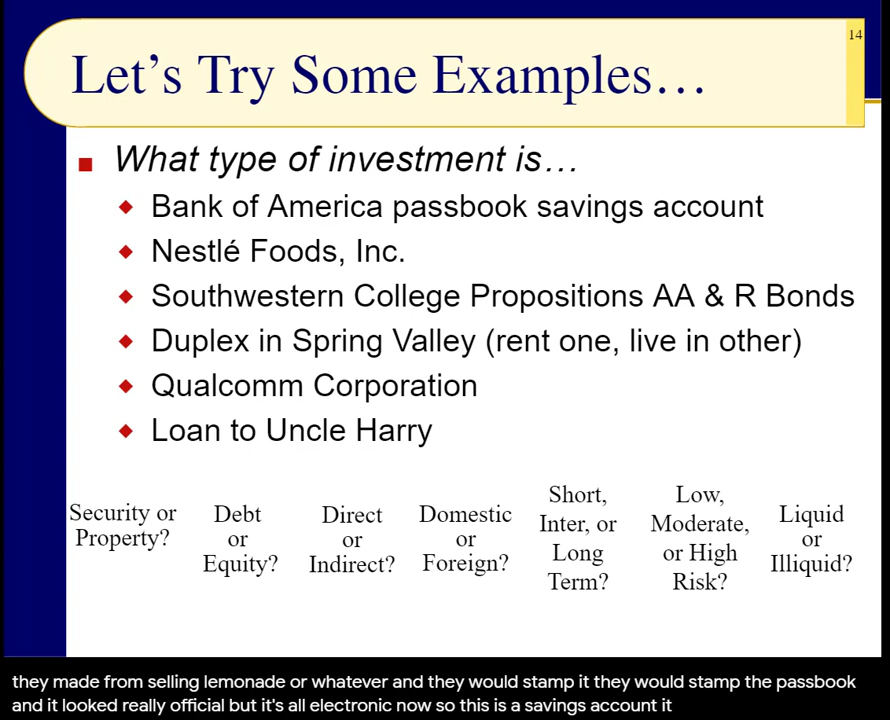 14
Let's Try Some Examples…
What type of investment is…
Bank of America passbook savings account
Nestlé Foods, Inc.
Southwestern College Propositions AA & R Bonds
Duplex in Spring Valley (rent one, live in other)
Qualcomm Corporation
Loan to Uncle Harry
Security or
Property?
Debt
or
Equity?
Direct
or
Indirect?
Domestic
or
Foreign?
Short,
Inter, or
Long
Term?
Low,
Moderate,
or High
Risk?
Liquid
or
Illiquid?
they made from selling lemonade or whatever and they would stamp it they would stamp the passbook
and it looked really official but it's all electronic now so this is a savings account it